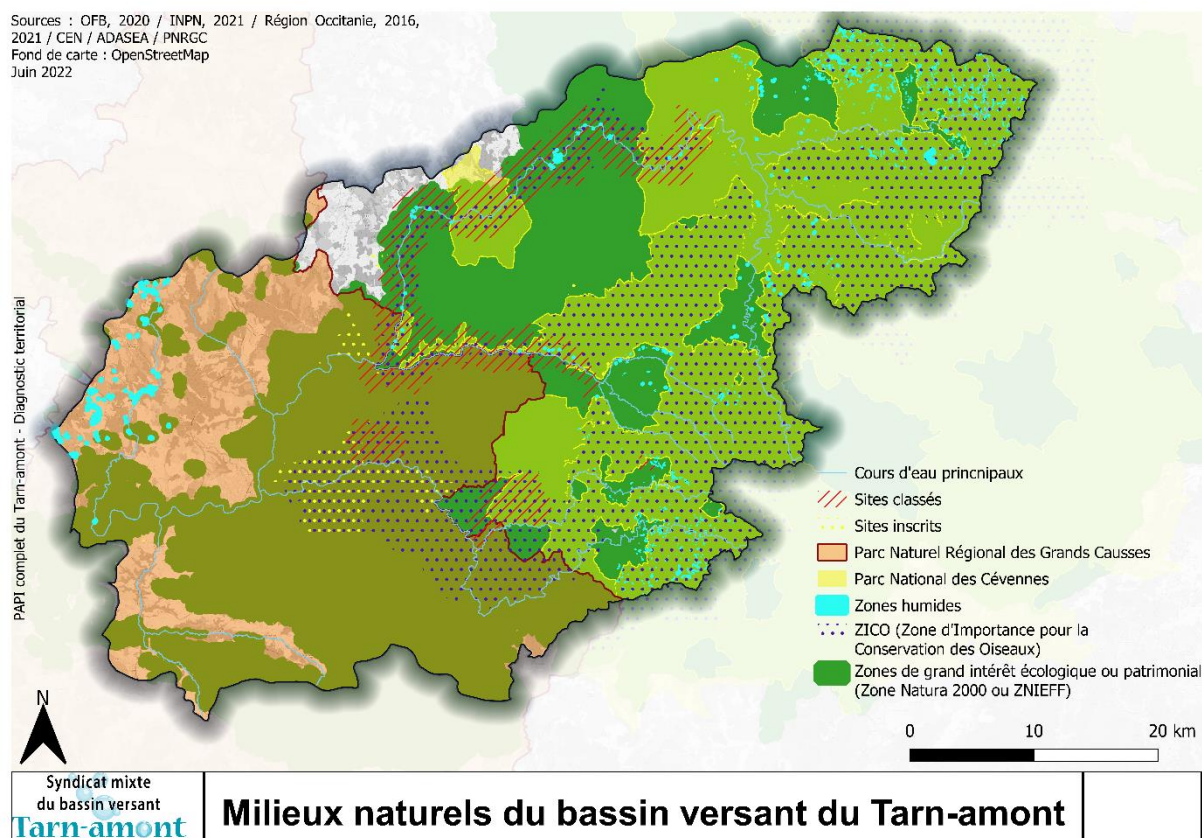 Sources : OFB, 2020 / INPN, 2021 / Région Occitanie, 2016,
2021 / CEN / ADASEA / PNRGC
Fond de carte : OpenStreetMap
Juin 2022
PAPI complet du Tarn-amont - Diagnostic territorial
Cours d'eau princnipaux
Sites classés
Sites inscrits
Parc Naturel Régional des Grands Causses
Parc National des Cévennes
Zones humides
ZICO (Zone d'Importance pour la
Conservation des Oiseaux)
Zones de grand intérêt écologique ou patrimonial
(Zone Natura 2000 ou ZNIEFF)
N
0 10 20 km
Syndicat mixte
du bassin versant
Tarn-amont
Milieux naturels du bassin versant du Tarn-amont